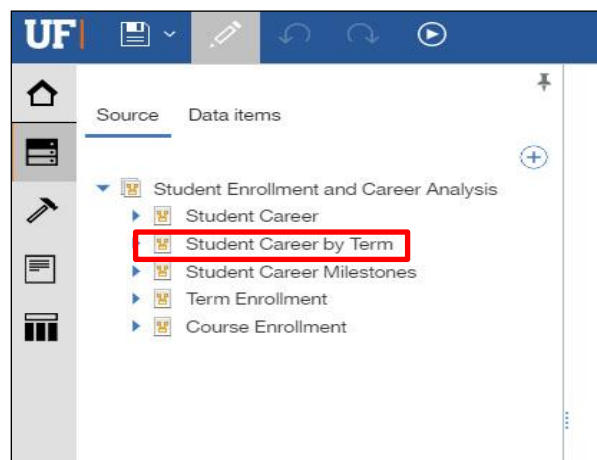 UF
Source Data items
Student Enrollment and Career Analysis
Student Career
Student Career by Term
Student Career Milestones
Term Enrollment
Course Enrollment